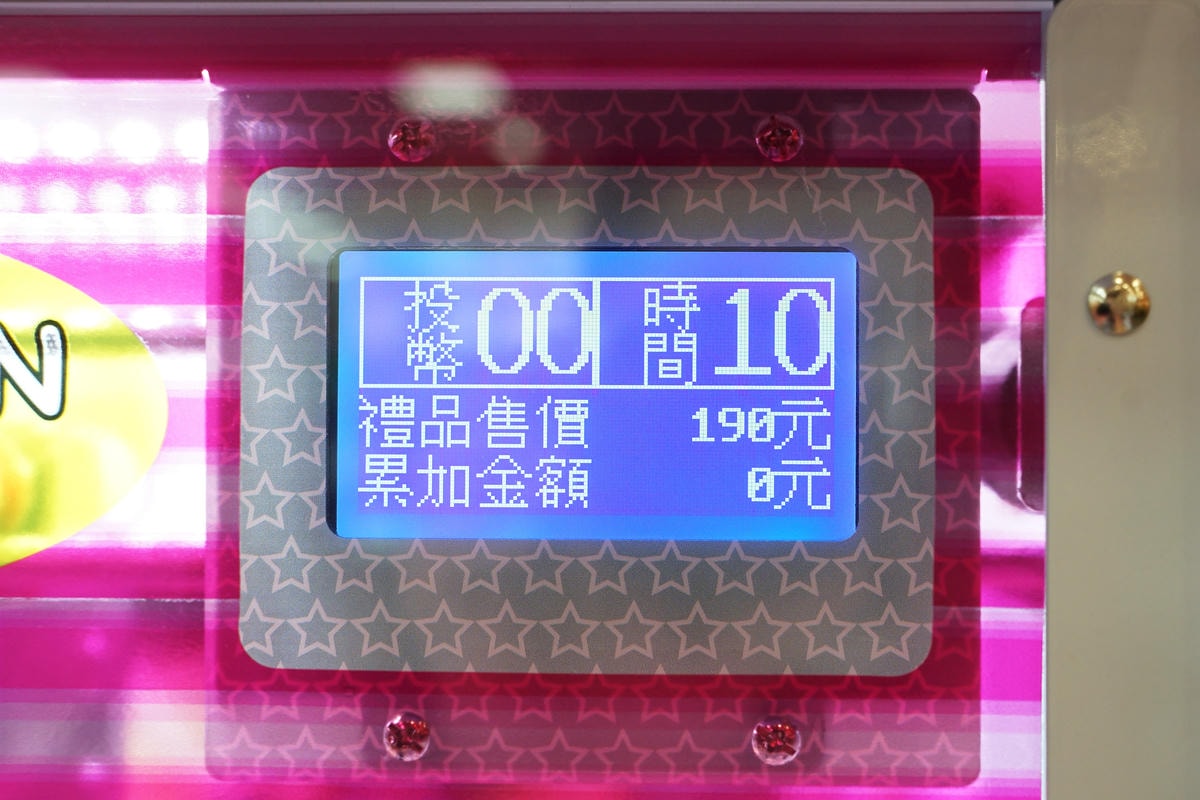 投幣 00 時間 10
禮品售價 190元
累加金額 0元
N